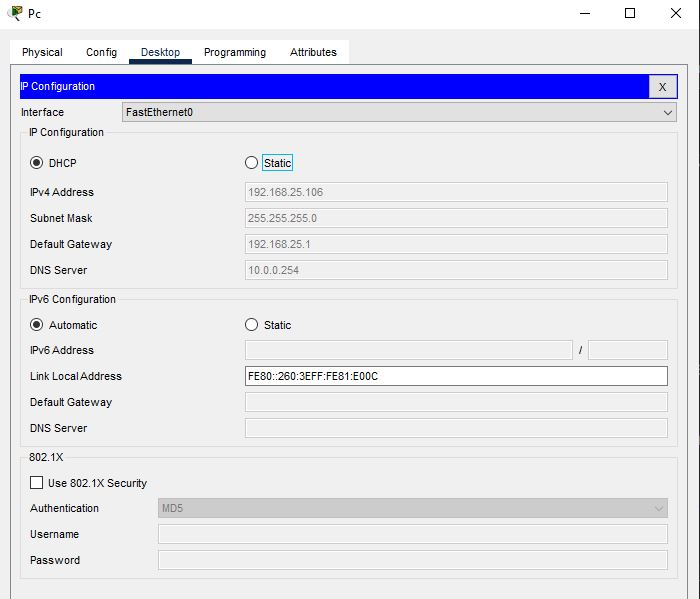 Pc
Physical Config Desktop Programming Attributes
IP Configuration X
Interface FastEthernet0
IP Configuration
DHCP Static
IPv4 Address 192.168.25.106
Subnet Mask 255.255.255.0
Default Gateway 192.168.25.1
DNS Server 10.0.0.254
IPv6 Configuration
Automatic Static
IPv6 Address /
Link Local Address FE80::260:3EFF:FE81:E00C
Default Gateway
DNS Server
802.1X
Use 802.1X Security
Authentication MD5
Username
Password